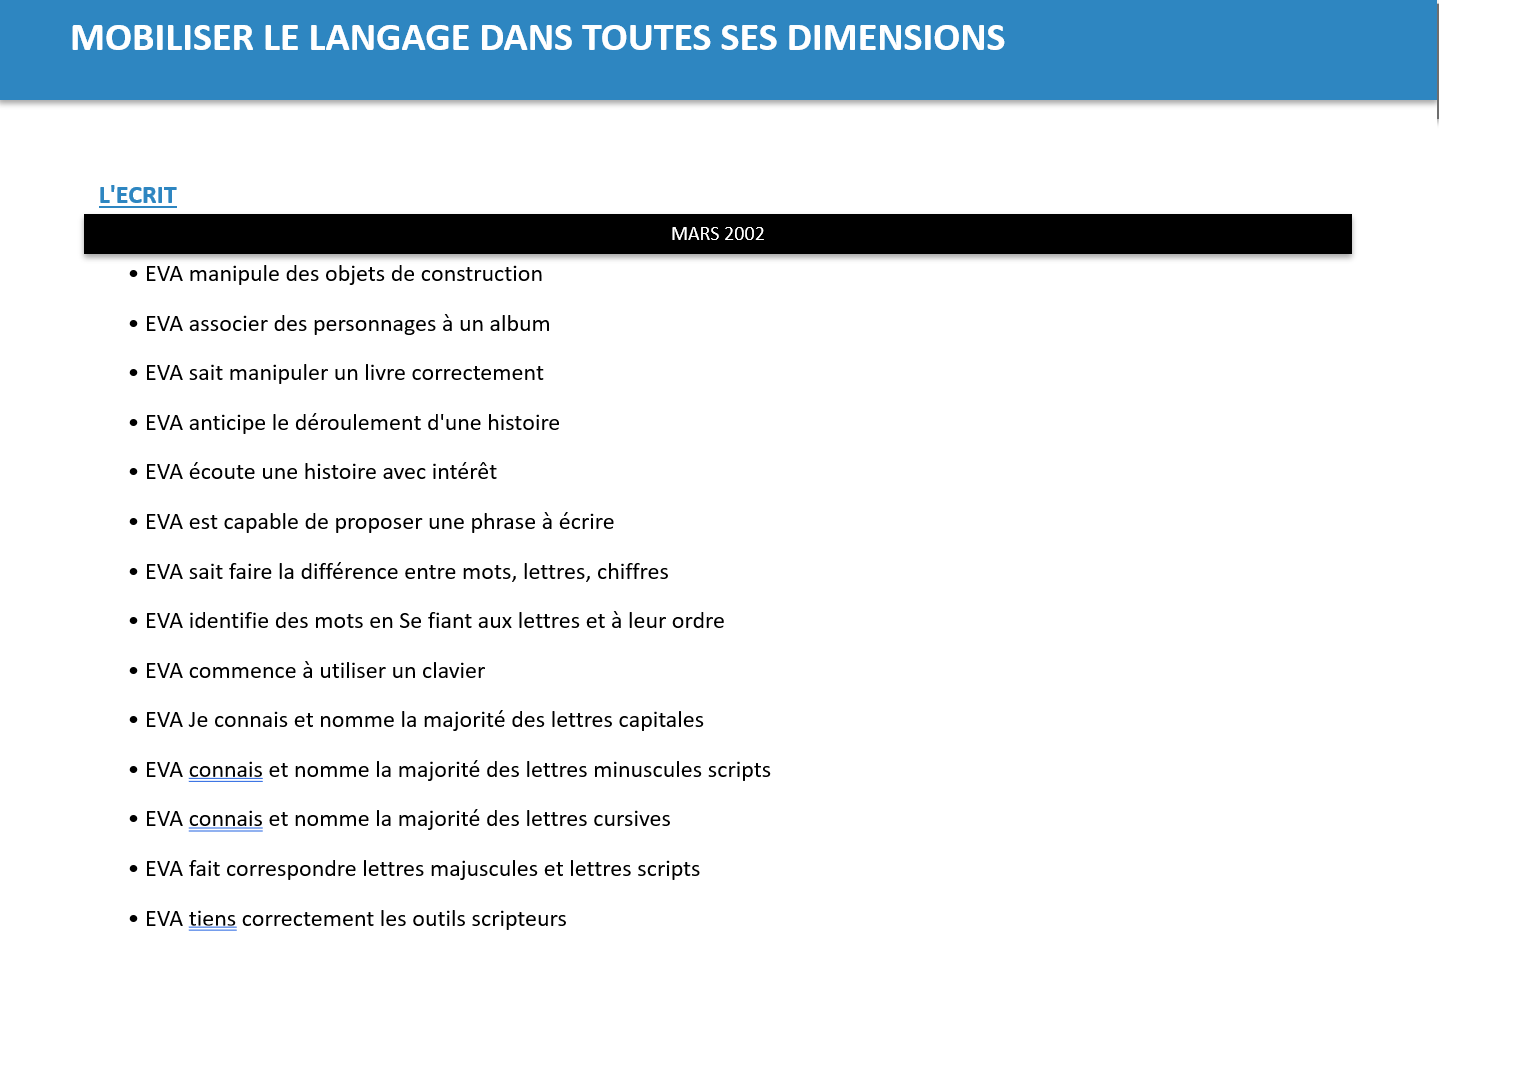 MOBILISER LE LANGAGE DANS TOUTES SES DIMENSIONS
L'ECRIT
MARS 2002
• EVA manipule des objets de construction
• EVA associer des personnages à un album
• EVA sait manipuler un livre correctement
• EVA anticipe le déroulement d'une histoire
• EVA écoute une histoire avec intérêt
• EVA est capable de proposer une phrase à écrire
• EVA sait faire la différence entre mots, lettres, chiffres
• EVA identifie des mots en Se fiant aux lettres et à leur ordre
• EVA commence à utiliser un clavier
• EVA Je connais et nomme la majorité des lettres capitales
• EVA connais et nomme la majorité des lettres minuscules scripts
• EVA connais et nomme la majorité des lettres cursives
• EVA fait correspondre lettres majuscules et lettres scripts
• EVA tiens correctement les outils scripteurs